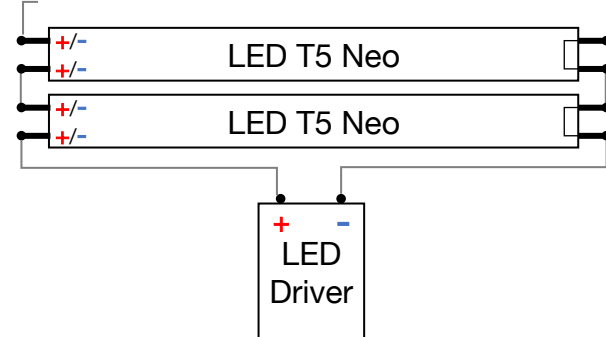 +/-
LED T5 Neo
+/-
+/-
LED T5 Neo
+/-
+ -
LED
Driver